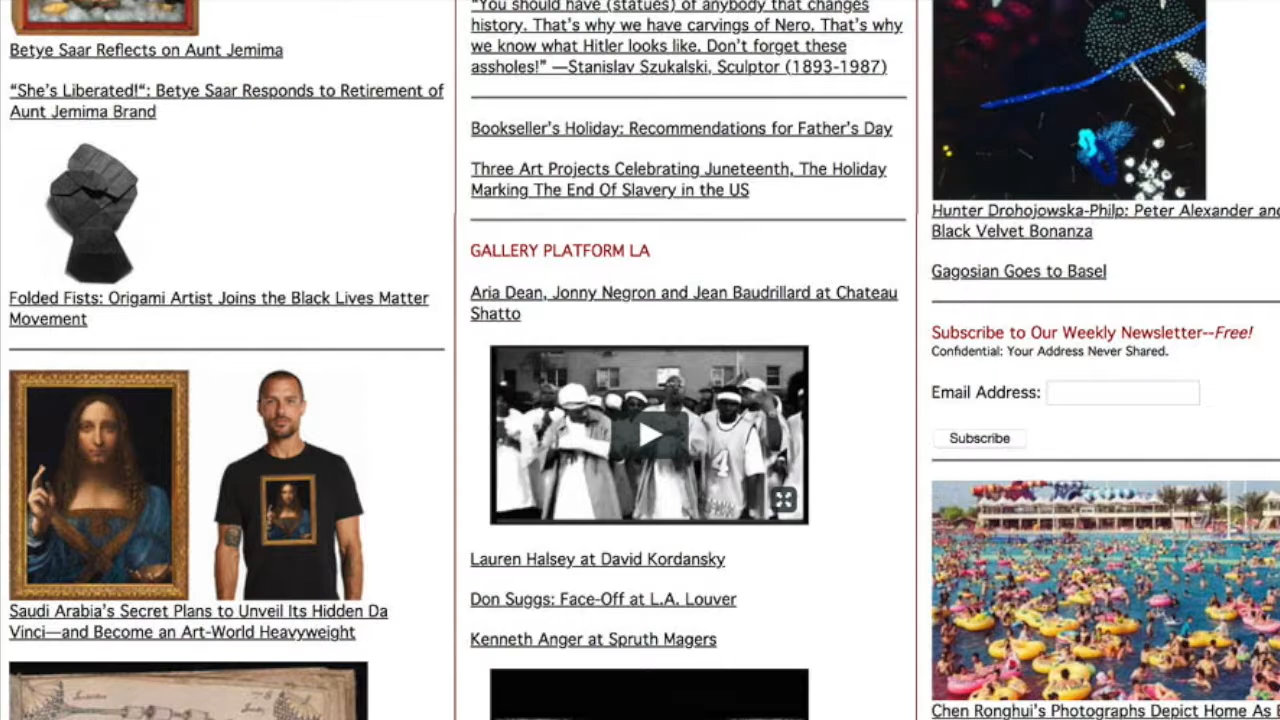 Betye Saar Reflects on Aunt Jemima
“She’s Liberated!“: Betye Saar Responds to Retirement of
Aunt Jemima Brand
Folded Fists: Origami Artist Joins the Black Lives Matter
Movement
Saudi Arabia’s Secret Plans to Unveil Its Hidden Da
Vinci—and Become an Art-World Heavyweight
“You should have (statues) of anybody that changes
history. That’s why we have carvings of Nero. That’s why
we know what Hitler looks like. Don’t forget these
assholes!” —Stanislav Szukalski, Sculptor (1893-1987)
Bookseller’s Holiday: Recommendations for Father’s Day
Three Art Projects Celebrating Juneteenth, The Holiday
Marking The End Of Slavery in the US
GALLERY PLATFORM LA
Aria Dean, Jonny Negron and Jean Baudrillard at Chateau
Shatto
4
Lauren Halsey at David Kordansky
Don Suggs: Face-Off at L.A. Louver
Kenneth Anger at Spruth Magers
Hunter Drohojowska-Philp: Peter Alexander and
Black Velvet Bonanza
Gagosian Goes to Basel
Subscribe to Our Weekly Newsletter--Free!
Confidential: Your Address Never Shared.
Email Address:
Subscribe
Chen Ronghui’s Photographs Depict Home As